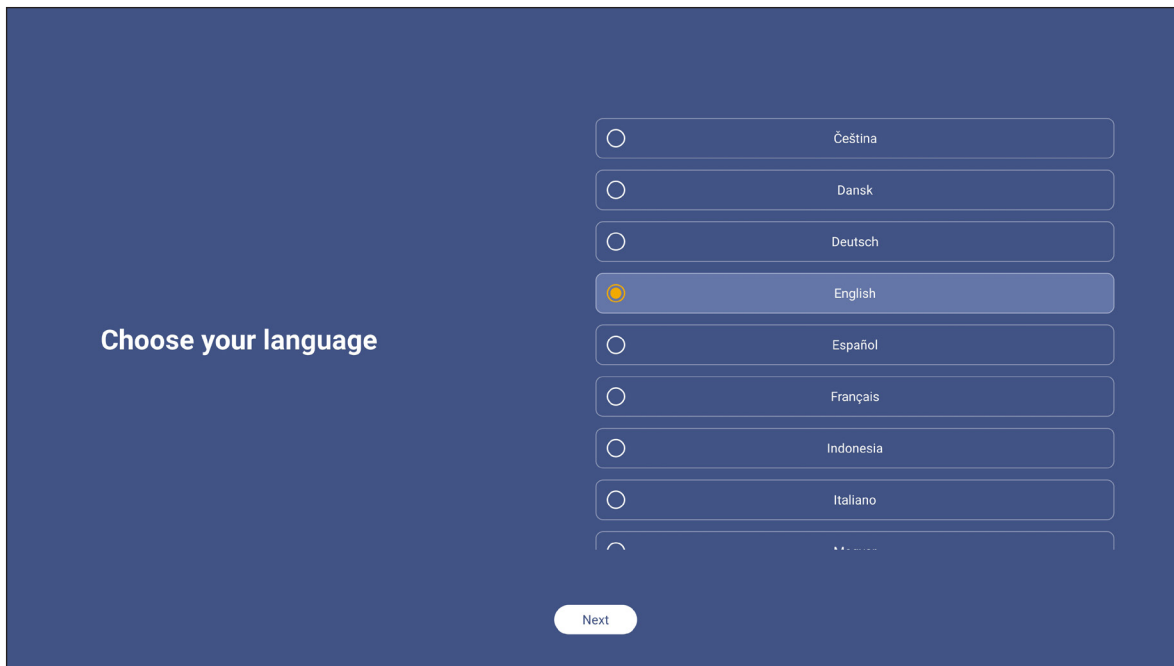 Choose your language
Čeština
Dansk
Deutsch
English
Español
Français
Indonesia
Italiano
Next